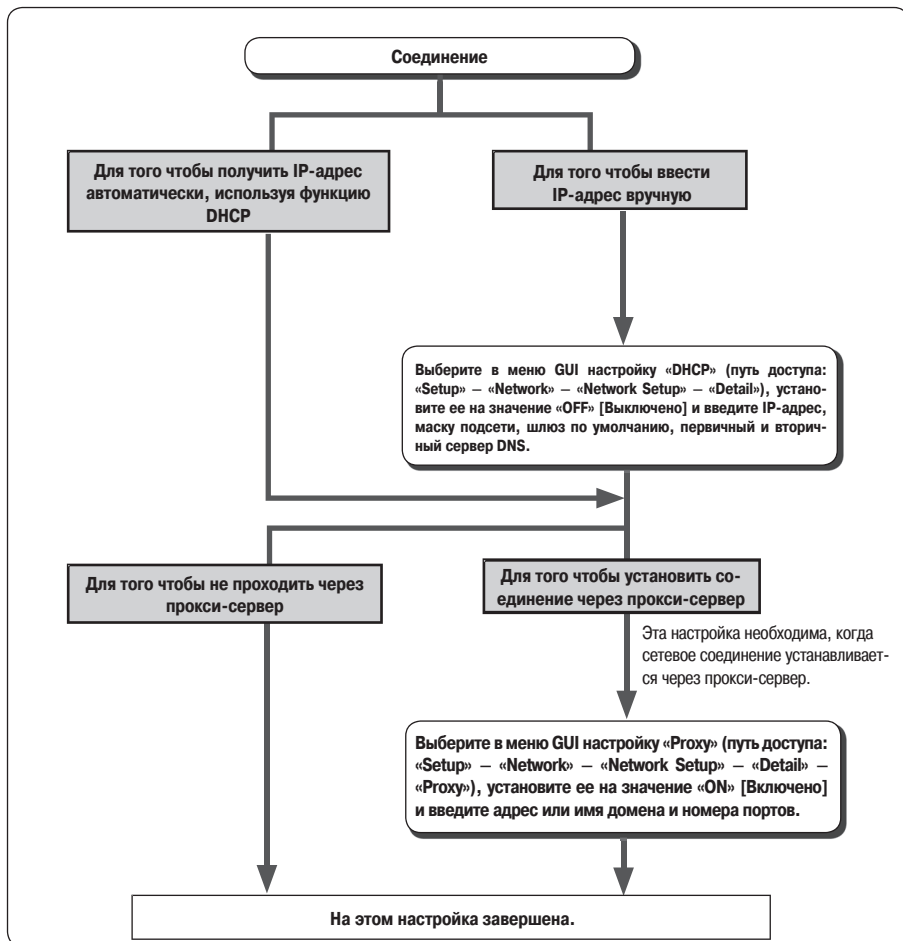 Соединение
Для того чтобы получить IP-адрес
автоматически, используя функцию
DHCP
Для того чтобы ввести
IP-адрес вручную
Выберите в меню GUI настройку «DHCP» (путь доступа:
«Setup» – «Network» – «Network Setup» – «Detail»), устано-
вите ее на значение «OFF» [Выключено] и введите IP-адрес,
маску подсети, шлюз по умолчанию, первичный и вторич-
ный сервер DNS.
Для того чтобы не проходить через
прокси-сервер
Для того чтобы установить со-
единение через прокси-сервер
Эта настройка необходима, когда
сетевое соединение устанавливает-
ся через прокси-сервер.
Выберите в меню GUI настройку «Proxy» (путь доступа:
«Setup» – «Network» – «Network Setup» – «Detail» –
«Proxy»), установите ее на значение «ON» [Включено]
и введите адрес или имя домена и номера портов.
На этом настройка завершена.